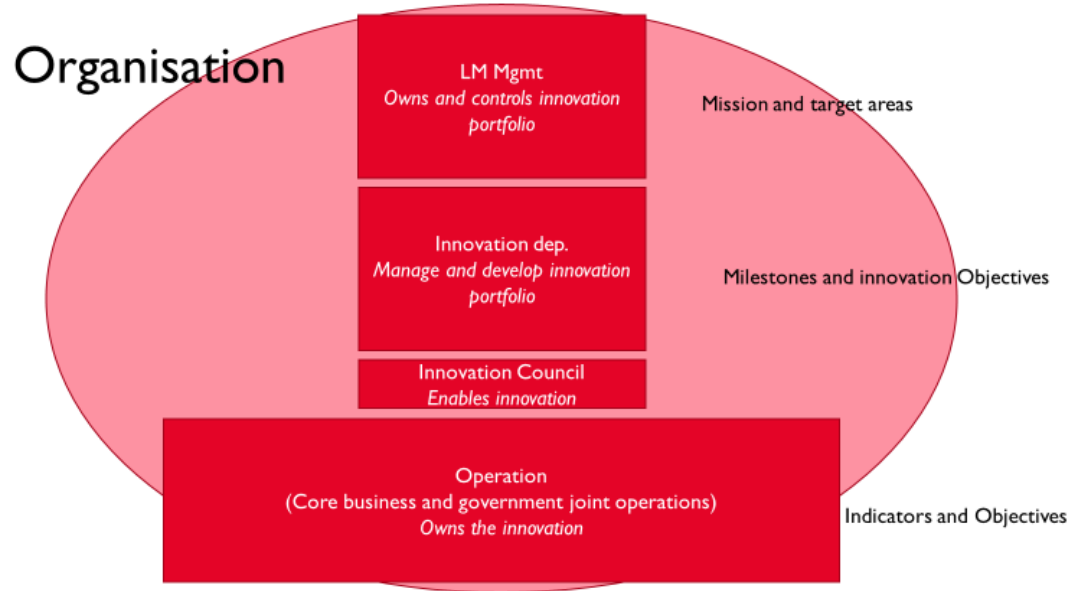 Organisation
LM Mgmt
Owns and controls innovation
portfolio
Mission and target areas
Innovation dep.
Manage and develop innovation
portfolio
Milestones and innovation Objectives
Innovation Council
Enables innovation
Operation
(Core business and government joint operations)
Owns the innovation
Indicators and Objectives